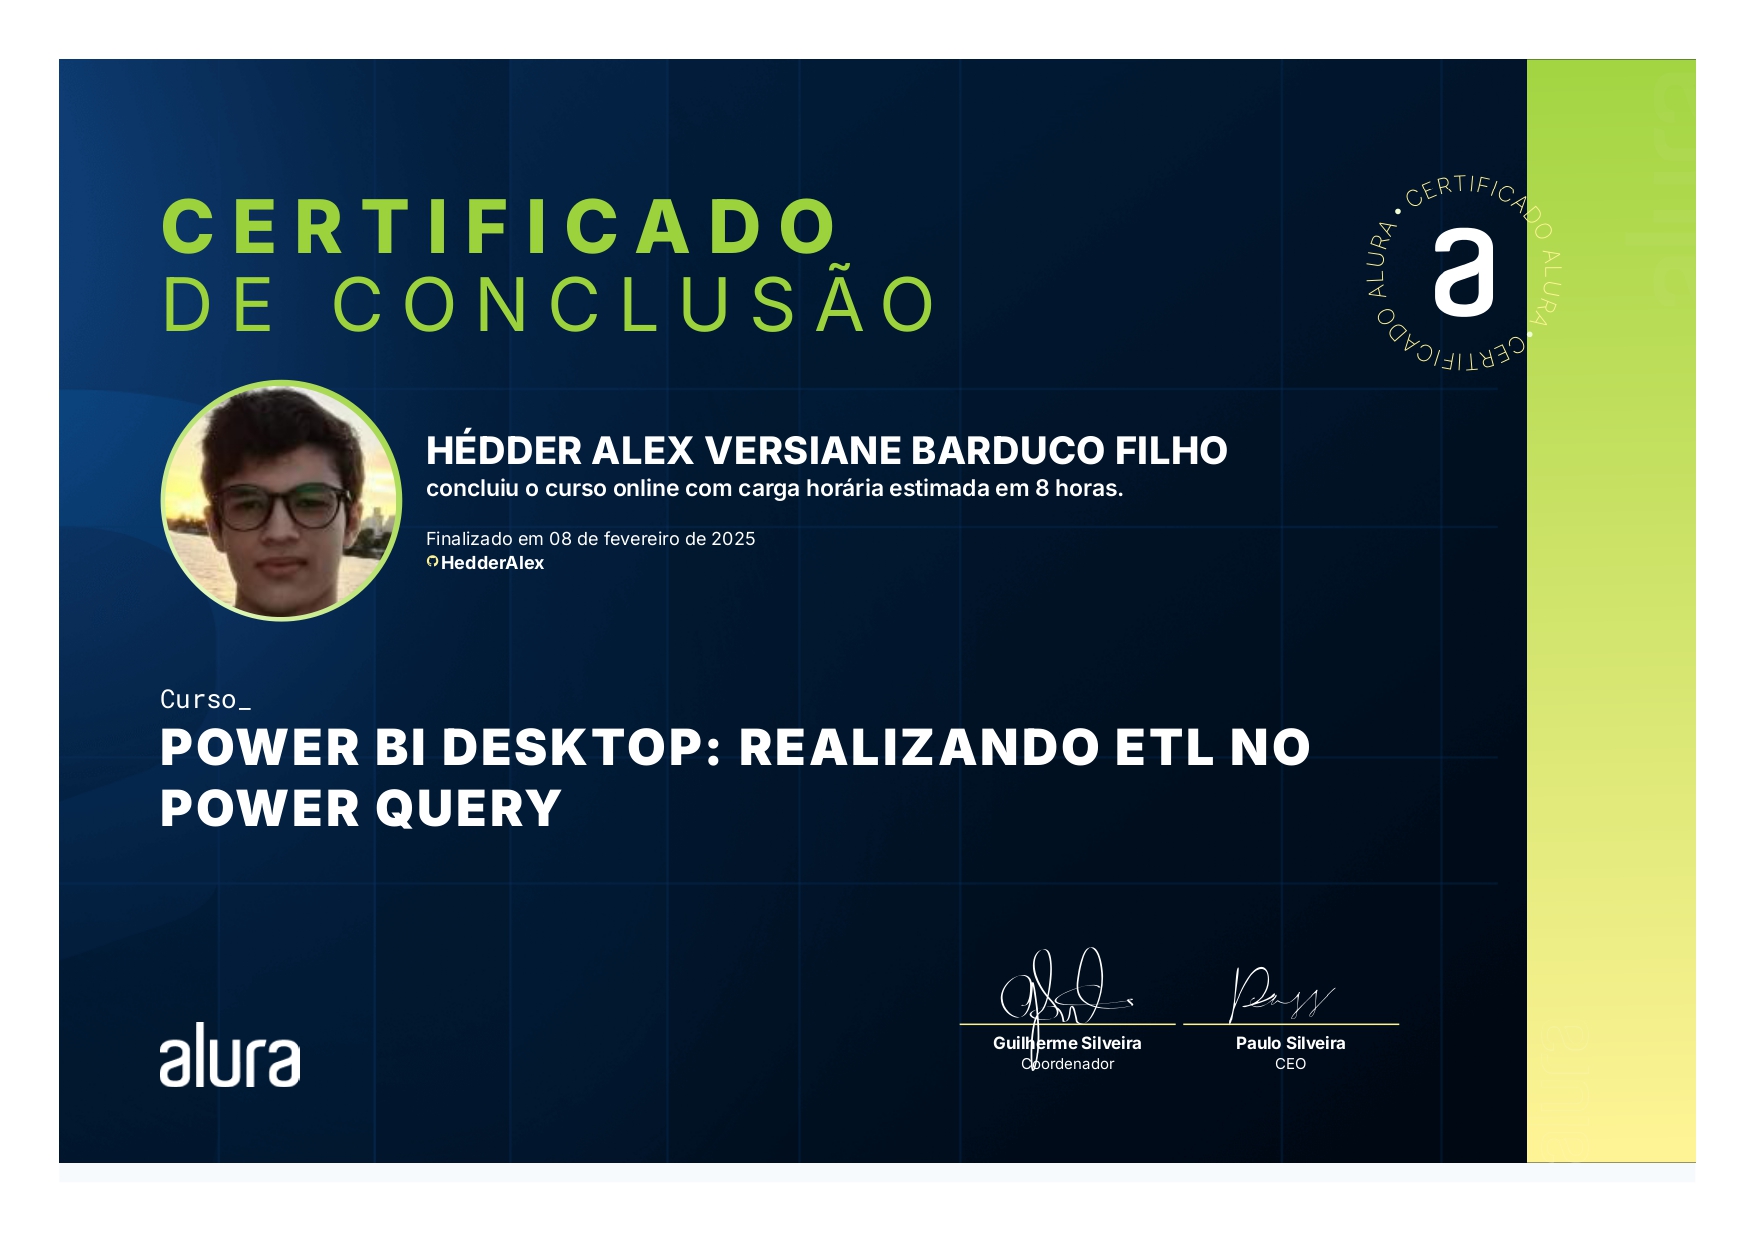 CERTIFICADO
DE CONCLUSÃO
CERTIFICADO ALURA • CERTIFICADO ALURA •
a
HÉDDER ALEX VERSIANE BARDUCO FILHO
concluiu o curso online com carga horária estimada em 8 horas.
Finalizado em 08 de fevereiro de 2025
HedderAlex
Curso_
POWER BI DESKTOP: REALIZANDO ETL NO
POWER QUERY
Guilherme Silveira
Coordenador
Paulo Silveira
CEO
alura